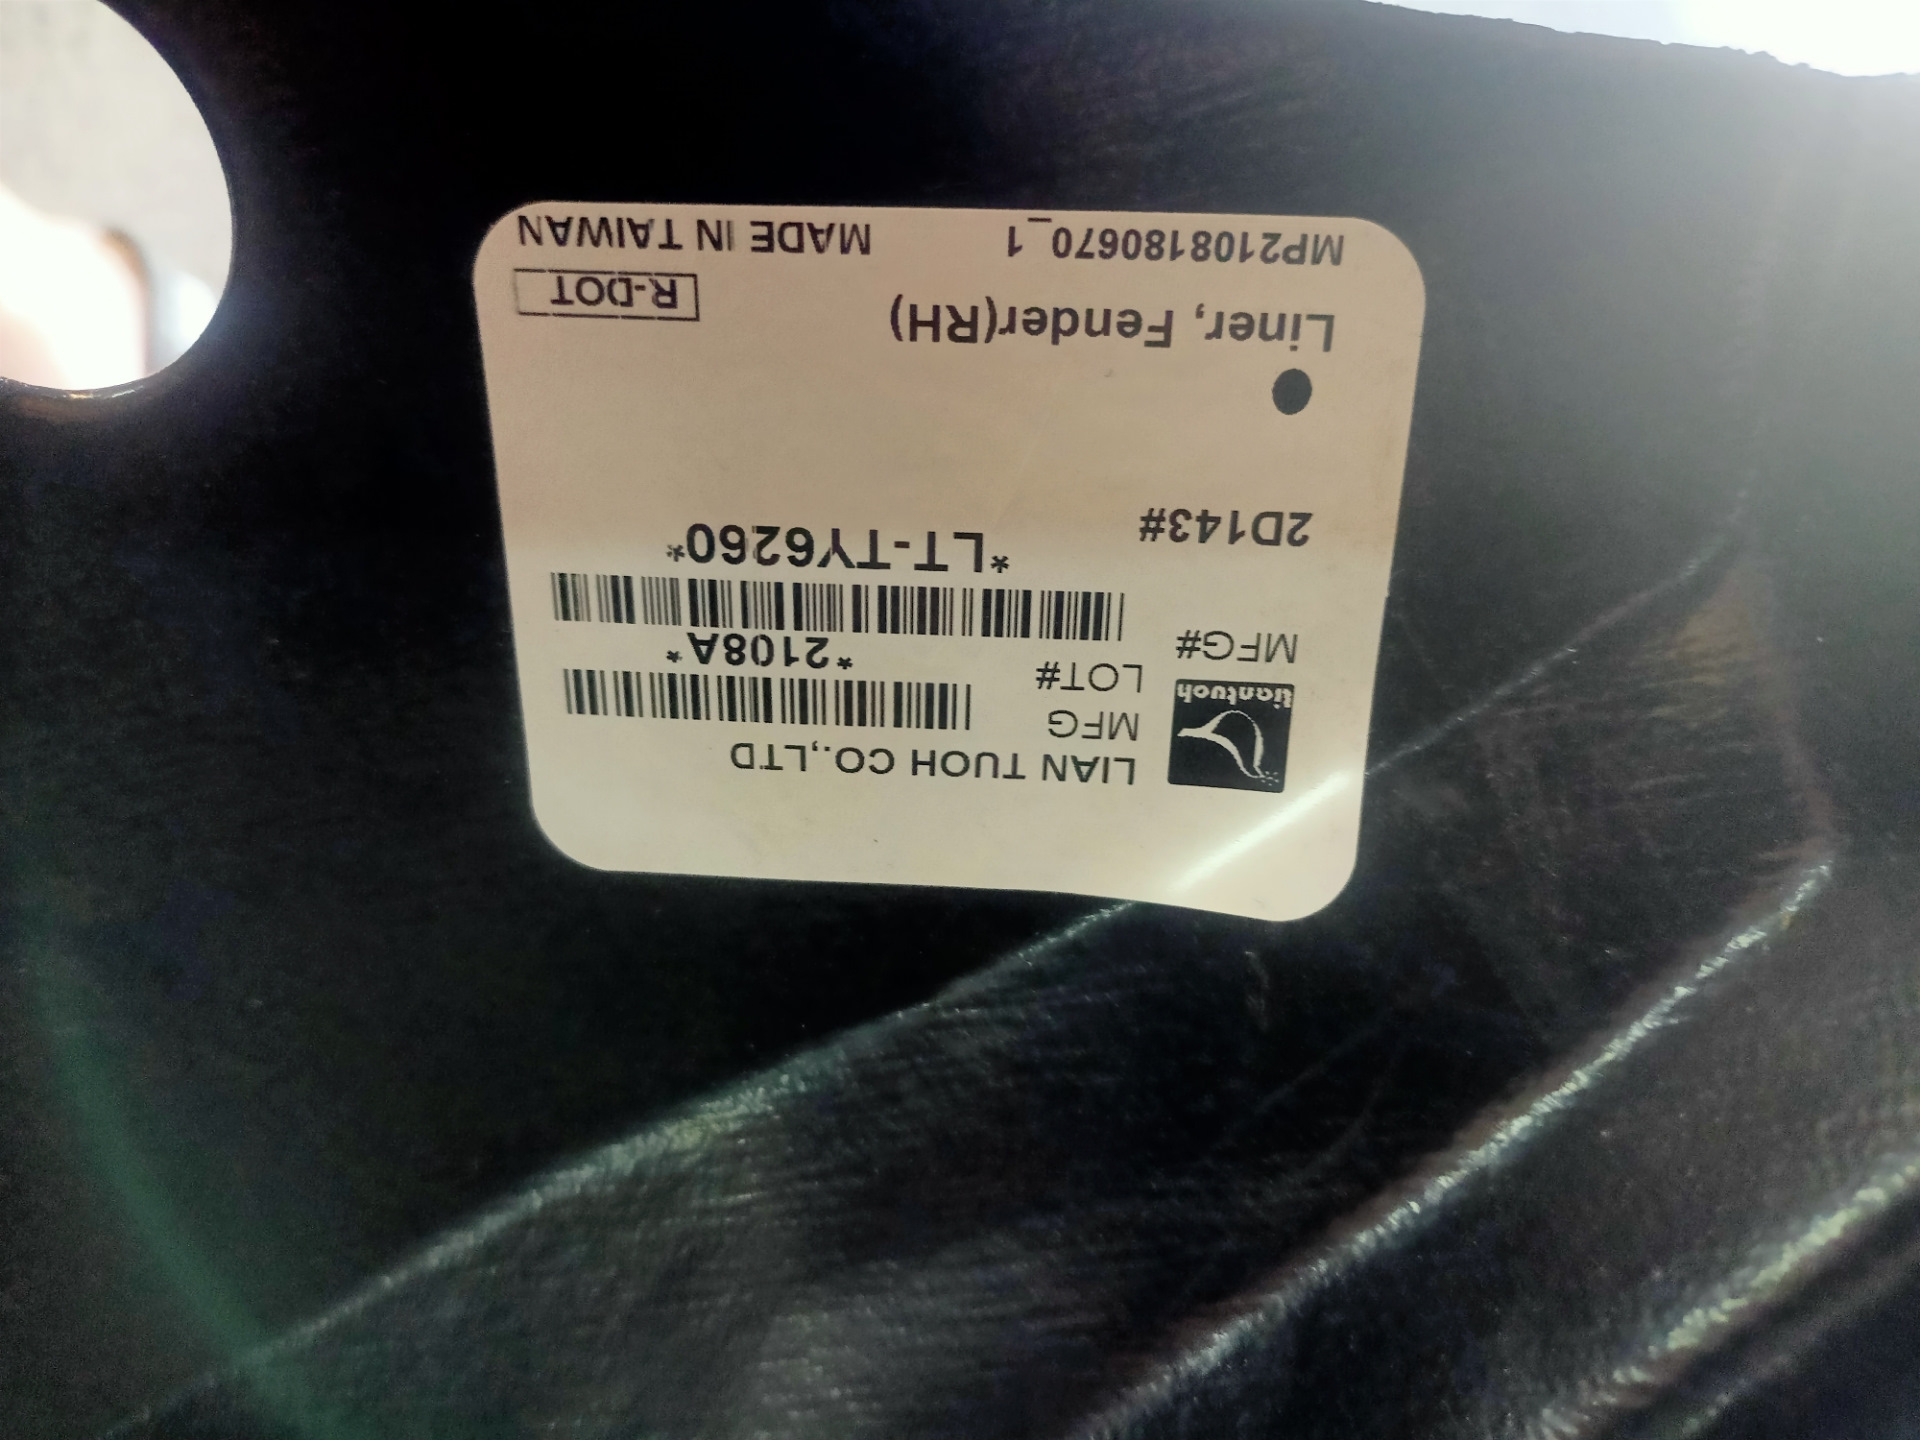 LIAN TUOH CO.,LTD
liantuoh
MFG
LOT#
*2108A*
MFG#
*LT-TY6260*
2D143#
Liner, Fender(RH)
R-DOT
MP2108180670_1
MADE IN TAIWAN